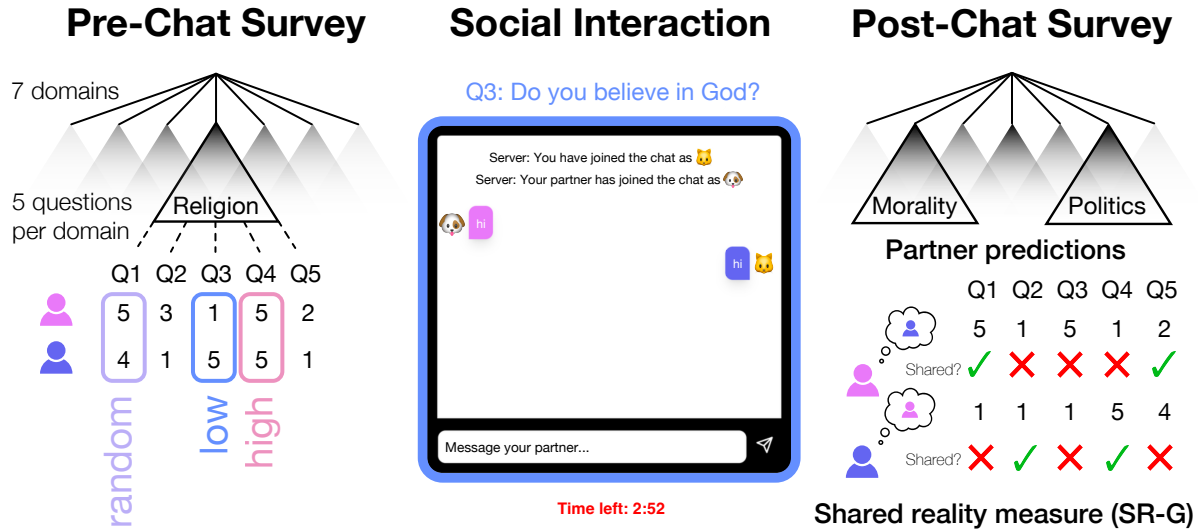 Pre-Chat Survey
7 domains
5 questions
per domain
Religion
Q1 Q2 Q3 Q4 Q5
5 3 1 5 2
4 1 5 5 1
random
low
high
Social Interaction
Q3: Do you believe in God?
Server: You have joined the chat as
Server: Your partner has joined the chat as
hi
hi
Message your partner...
Time left: 2:52
Post-Chat Survey
Morality
Politics
Partner predictions
Q1 Q2 Q3 Q4 Q5
5 1 5 1 2
Shared?
1 1 1 5 4
Shared?
Shared reality measure (SR-G)